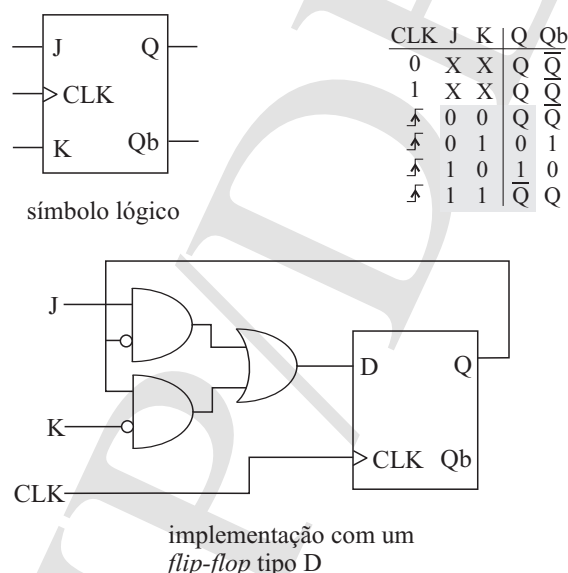 J Q
CLK
K Qb
símbolo lógico
CLK J K Q Qb
0 X X Q Q̅
1 X X Q Q̅
0 0 Q Q̅
0 1 0 1
1 0 1 0
1 1 Q̅ Q
J
D Q
K
CLK Qb
CLK
implementação com um
flip-flop tipo D